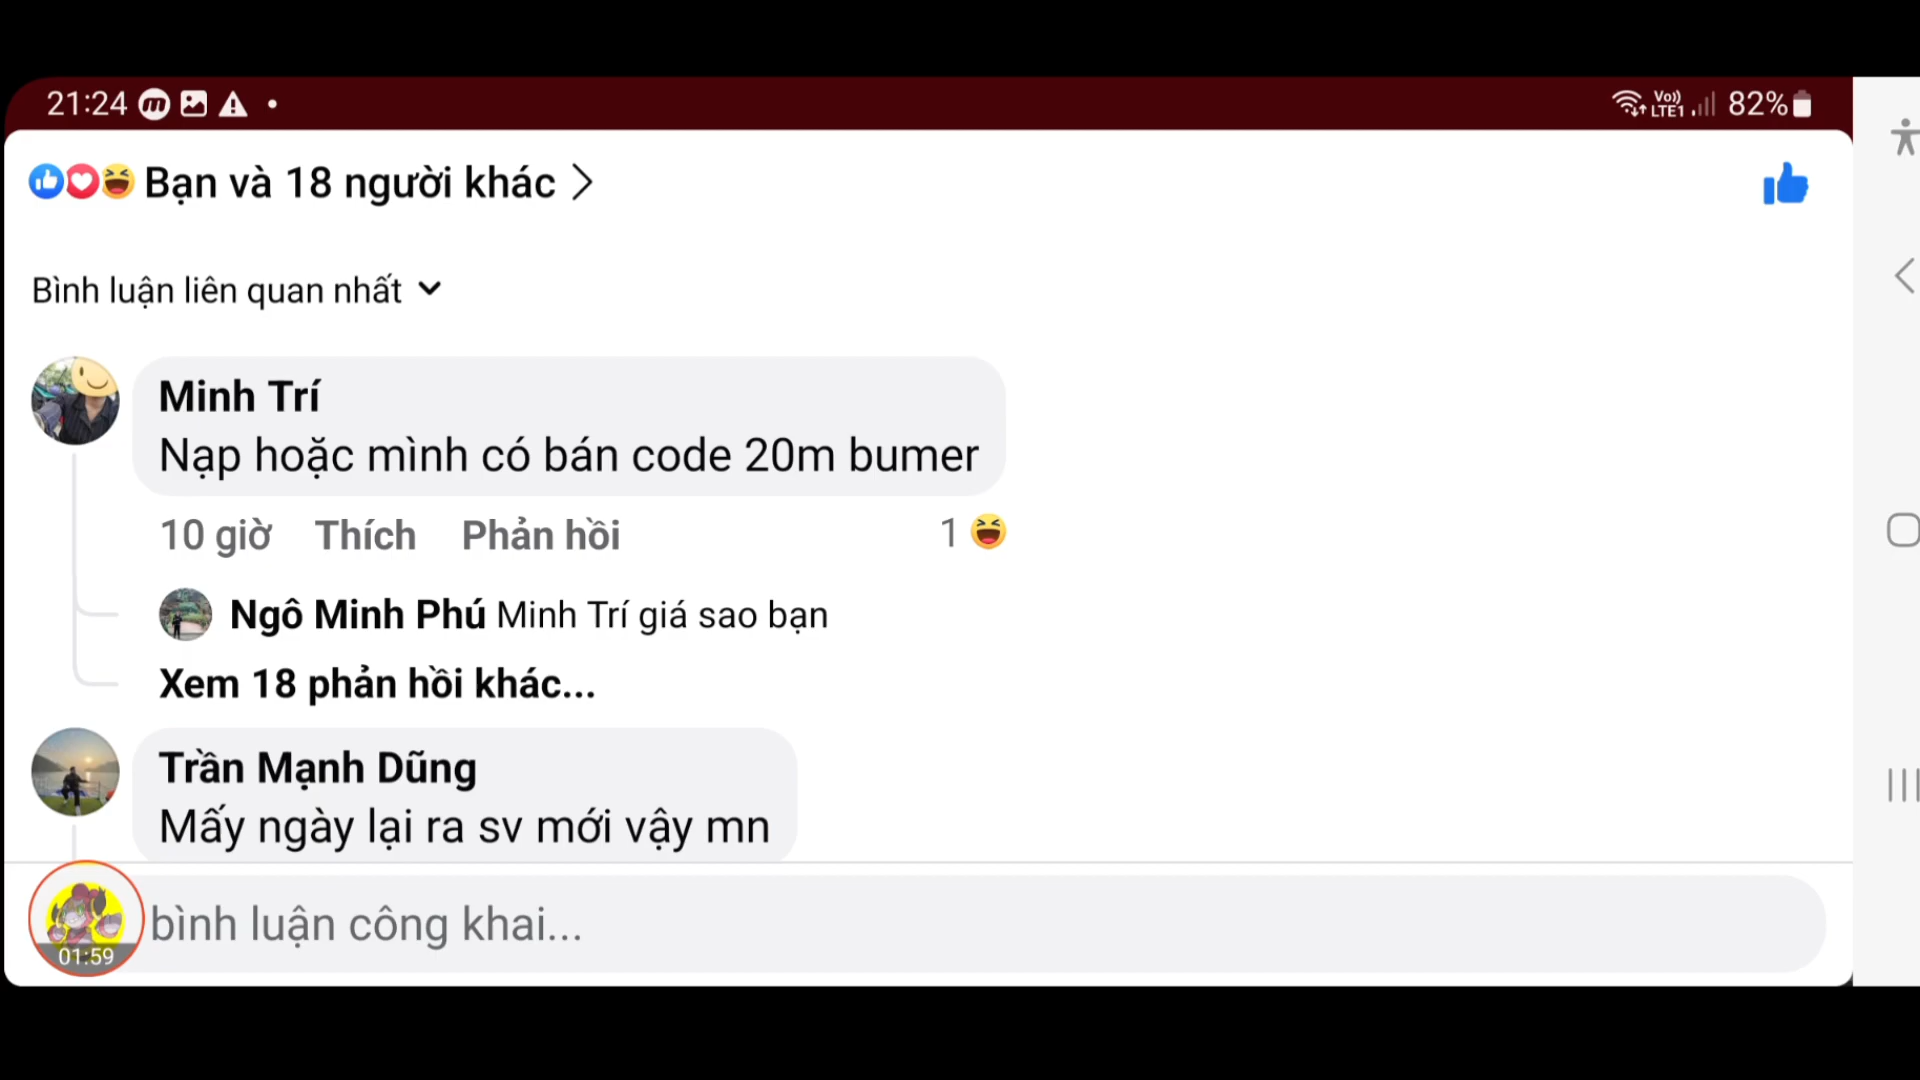 21:24
Vo))
LTE1
82%
Bạn và 18 người khác
Bình luận liên quan nhất
Minh Trí
Nạp hoặc mình có bán code 20m bumer
10 giờ Thích Phản hồi 1
Ngô Minh Phú Minh Trí giá sao bạn
Xem 18 phản hồi khác...
Trần Mạnh Dũng
Mấy ngày lại ra sv mới vậy mn
bình luận công khai...
01:59